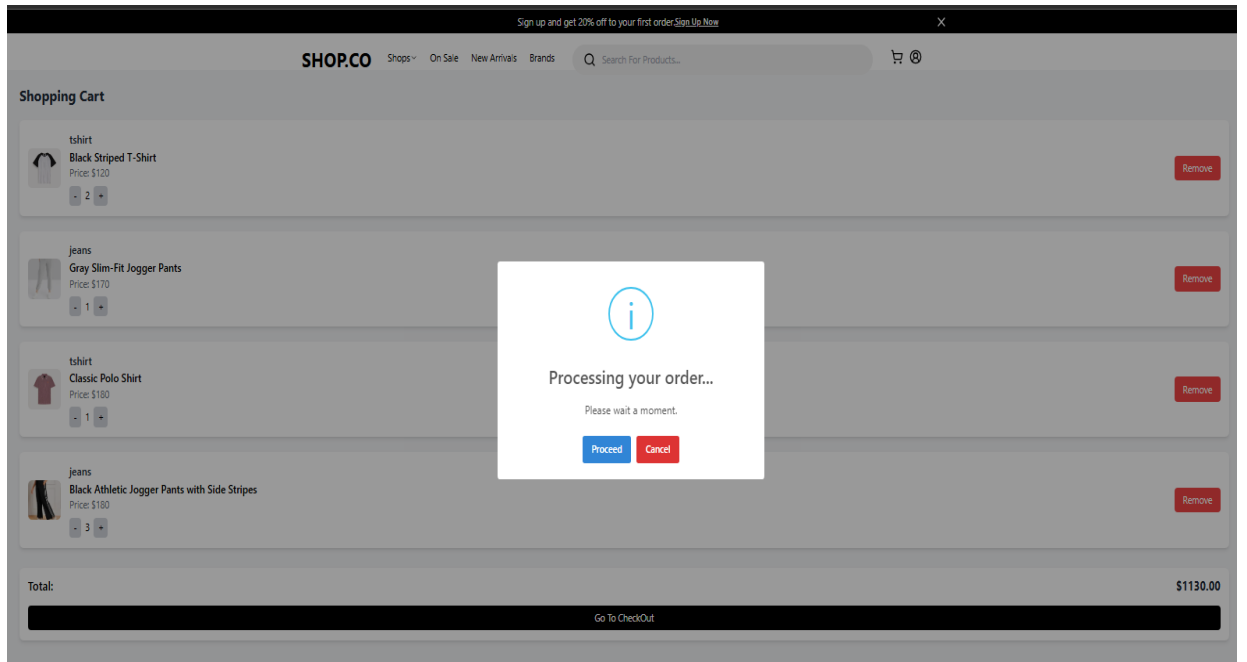 Sign up and get 20% off to your first order.Sign Up Now
SHOP.CO Shops On Sale New Arrivals Brands Search For Products...
Shopping Cart
tshirt
Black Striped T-Shirt
Price: $120
- 2 +
Remove
jeans
Gray Slim-Fit Jogger Pants
Price: $170
- 1 +
Remove
tshirt
Classic Polo Shirt
Price: $180
- 1 +
Remove
jeans
Black Athletic Jogger Pants with Side Stripes
Price: $180
- 3 +
Remove
Processing your order...
Please wait a moment.
Proceed Cancel
Total: $1130.00
Go To CheckOut